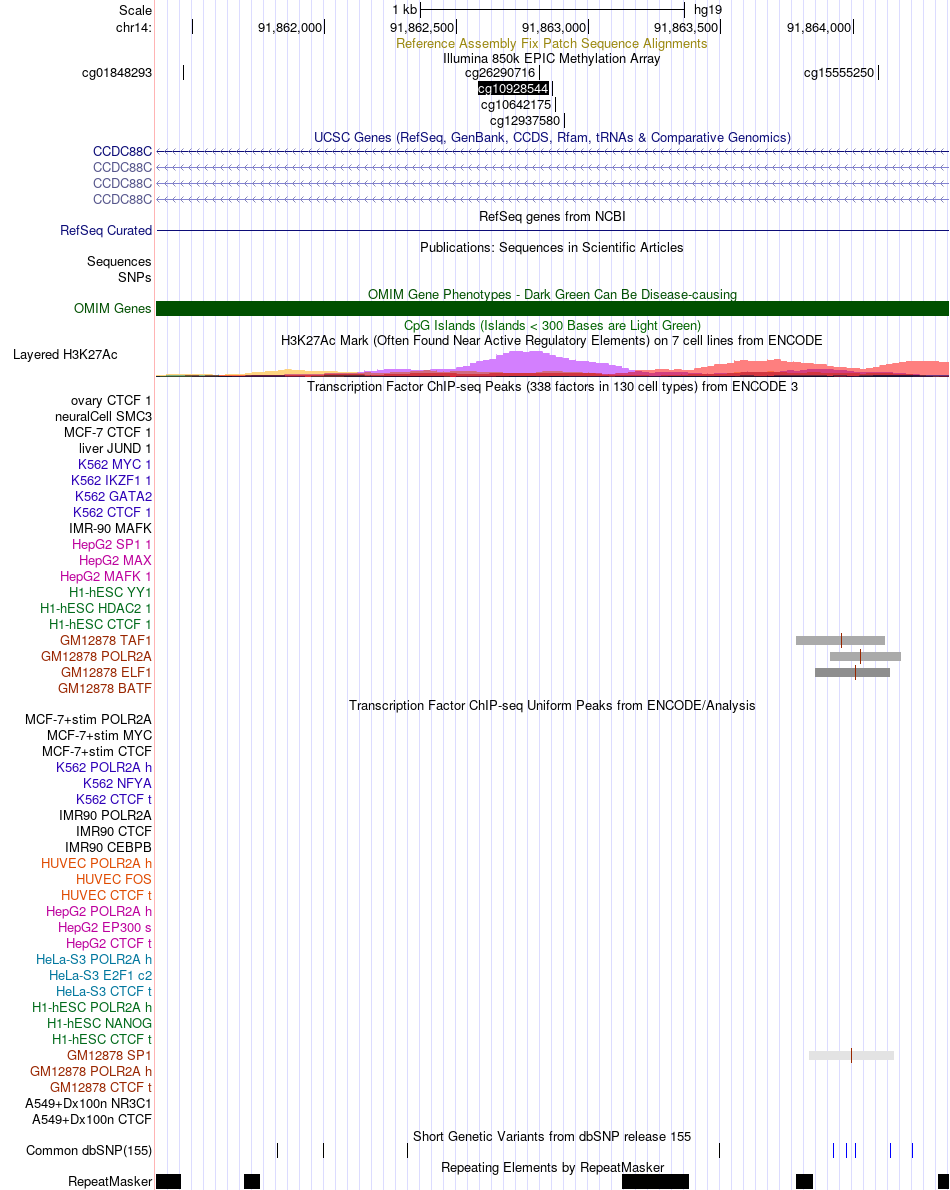 Scale 1 kb hg19
chr14: 91,862,000 91,862,500 91,863,000 91,863,500 91,864,000
Reference Assembly Fix Patch Sequence Alignments
Illumina 850k EPIC Methylation Array
cg01848293 cg26290716 cg15555250
cg10928544
cg10642175
cg12937580
UCSC Genes (RefSeq, GenBank, CCDS, Rfam, tRNAs & Comparative Genomics)
CCDC88C
CCDC88C
CCDC88C
CCDC88C
RefSeq genes from NCBI
RefSeq Curated
Publications: Sequences in Scientific Articles
Sequences
SNPs
OMIM Gene Phenotypes - Dark Green Can Be Disease-causing
OMIM Genes
CpG Islands (Islands < 300 Bases are Light Green)
H3K27Ac Mark (Often Found Near Active Regulatory Elements) on 7 cell lines from ENCODE
Layered H3K27Ac
Transcription Factor ChIP-seq Peaks (338 factors in 130 cell types) from ENCODE 3
ovary CTCF 1
neuralCell SMC3
MCF-7 CTCF 1
liver JUND 1
K562 MYC 1
K562 IKZF1 1
K562 GATA2
K562 CTCF 1
IMR-90 MAFK
HepG2 SP1 1
HepG2 MAX
HepG2 MAFK 1
H1-hESC YY1
H1-hESC HDAC2 1
H1-hESC CTCF 1
GM12878 TAF1
GM12878 POLR2A
GM12878 ELF1
GM12878 BATF
Transcription Factor ChIP-seq Uniform Peaks from ENCODE/Analysis
MCF-7+stim POLR2A
MCF-7+stim MYC
MCF-7+stim CTCF
K562 POLR2A h
K562 NFYA
K562 CTCF t
IMR90 POLR2A
IMR90 CTCF
IMR90 CEBPB
HUVEC POLR2A h
HUVEC FOS
HUVEC CTCF t
HepG2 POLR2A h
HepG2 EP300 s
HepG2 CTCF t
HeLa-S3 POLR2A h
HeLa-S3 E2F1 c2
HeLa-S3 CTCF t
H1-hESC POLR2A h
H1-hESC NANOG
H1-hESC CTCF t
GM12878 SP1
GM12878 POLR2A h
GM12878 CTCF t
A549+Dx100n NR3C1
A549+Dx100n CTCF
Short Genetic Variants from dbSNP release 155
Common dbSNP(155)
Repeating Elements by RepeatMasker
RepeatMasker